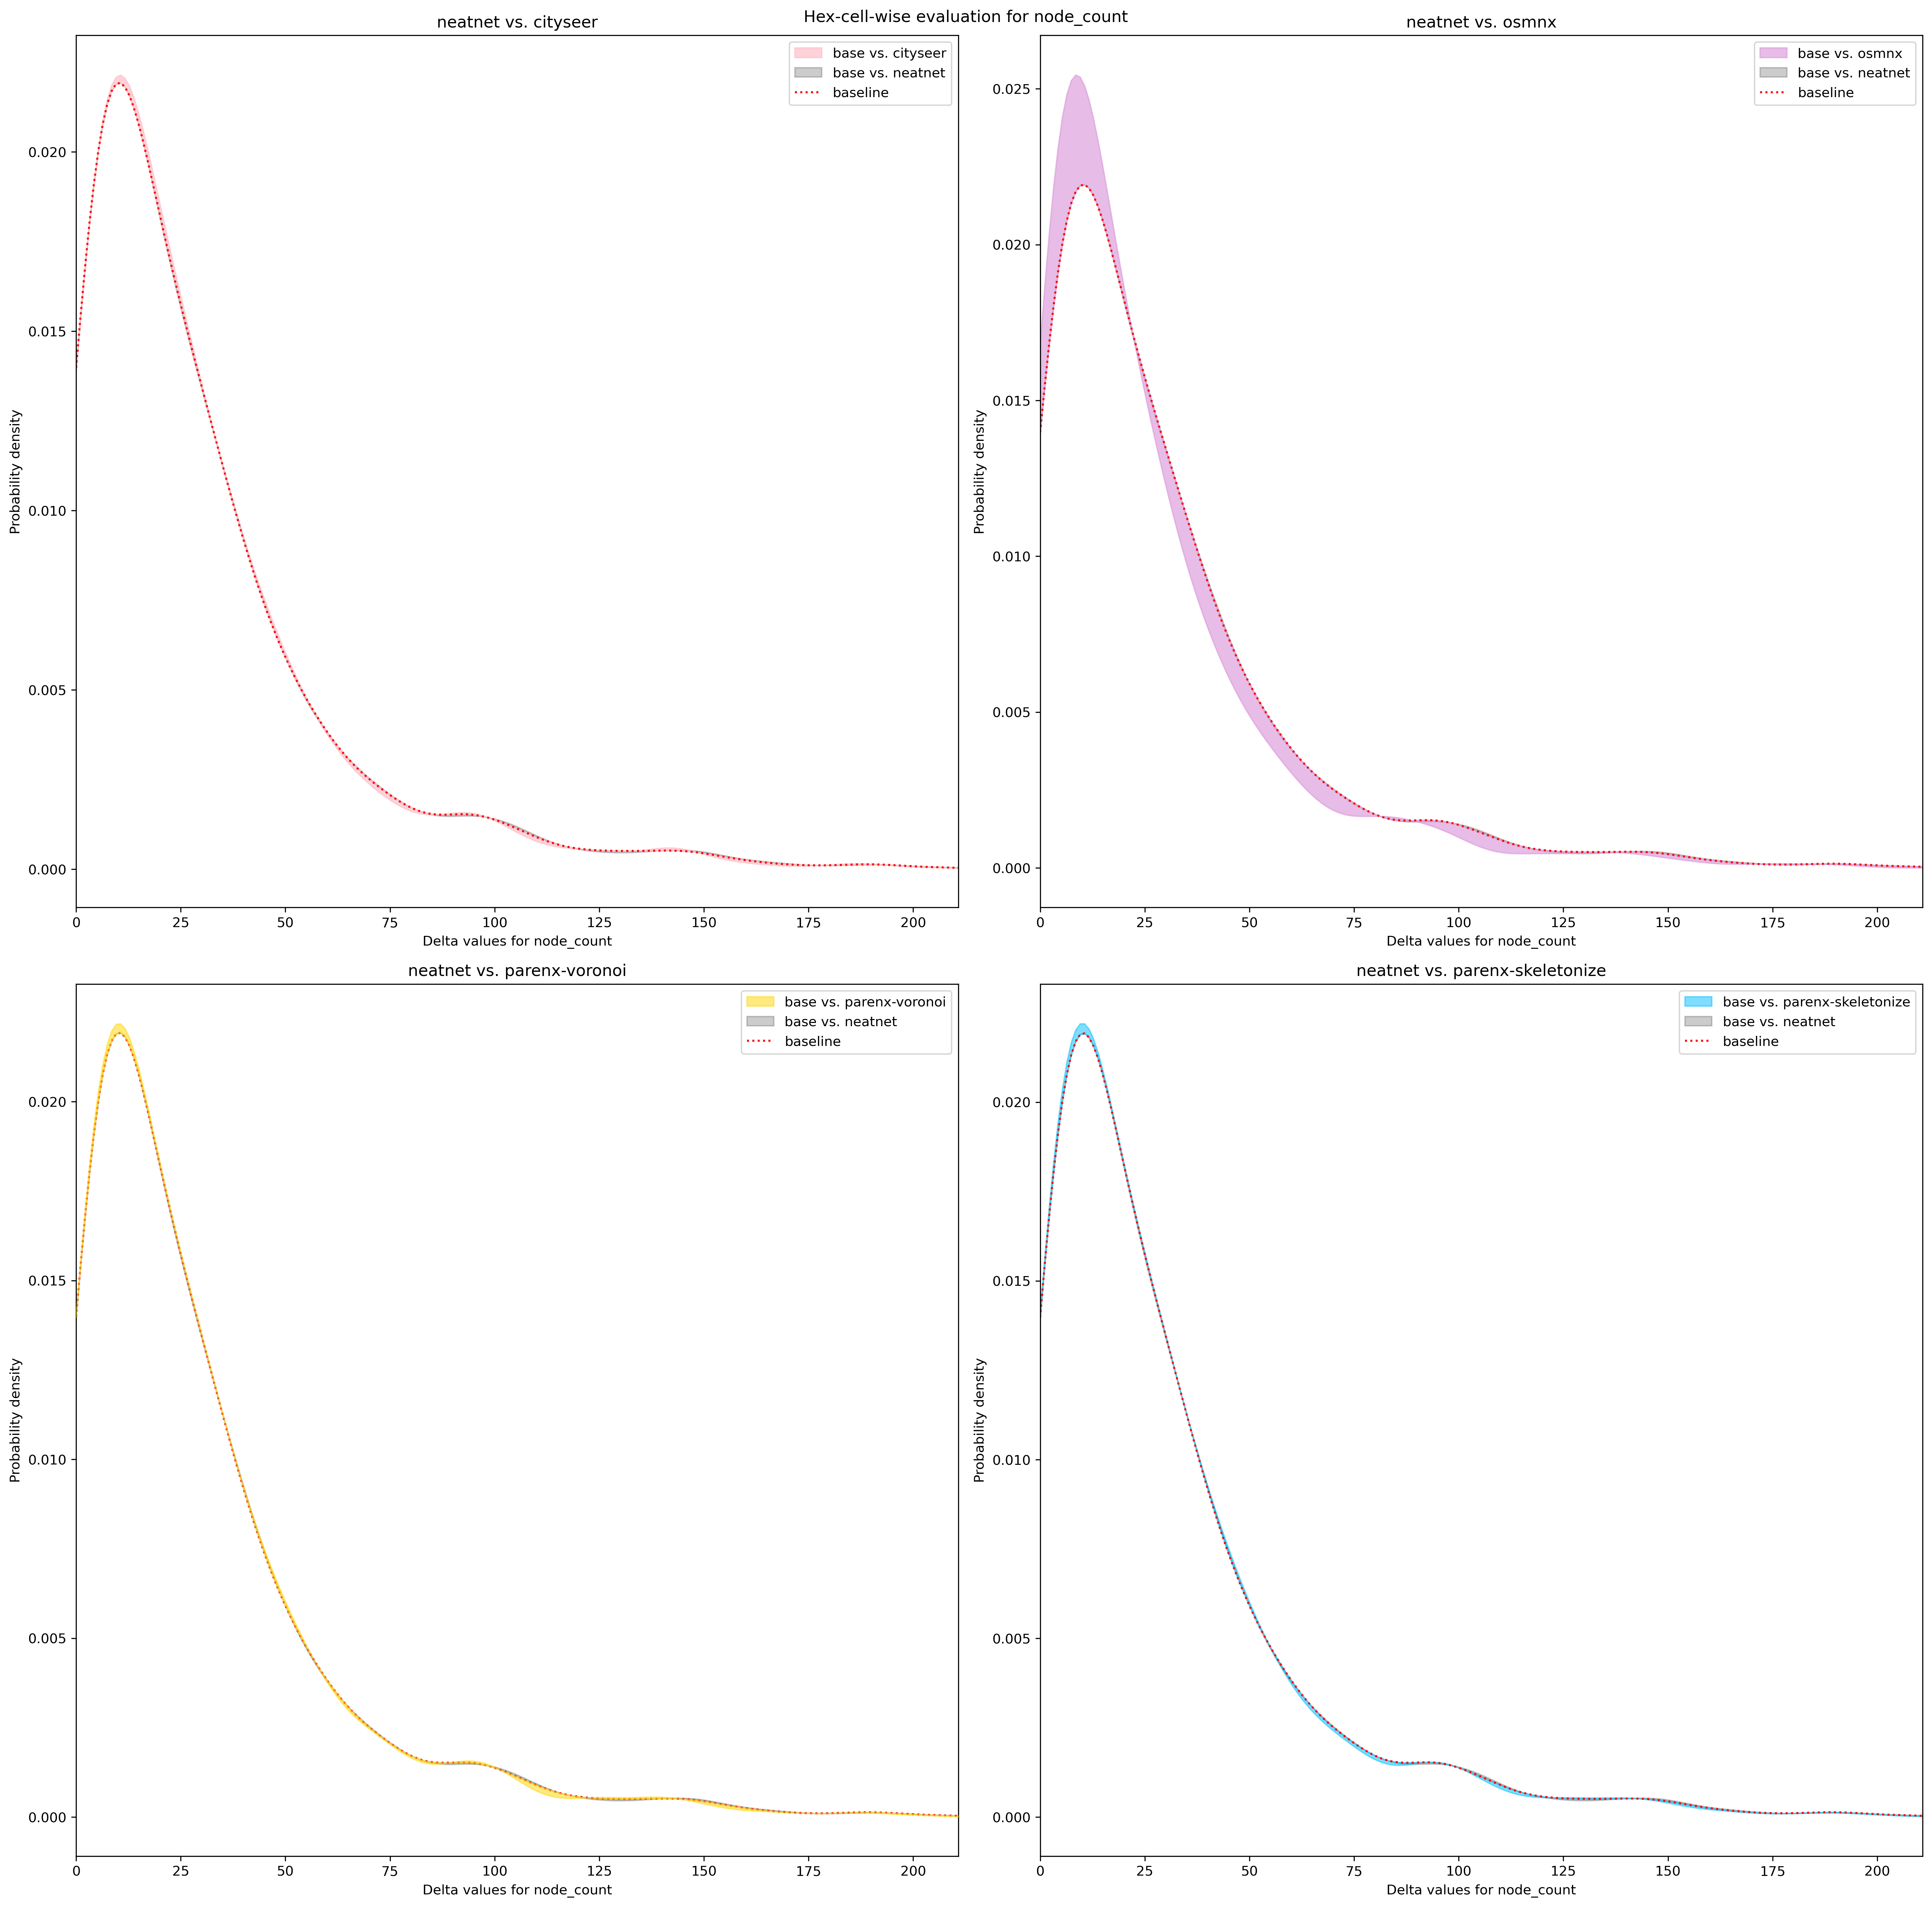 Hex-cell-wise evaluation for node_count
neatnet vs. cityseer
base vs. cityseer
base vs. neatnet
baseline
0.020
0.015
0.010
0.005
0.000
Probability density
0 25 50 75 100 125 150 175 200
Delta values for node_count
neatnet vs. osmnx
base vs. osmnx
base vs. neatnet
baseline
0.025
0.020
0.015
0.010
0.005
0.000
Probability density
0 25 50 75 100 125 150 175 200
Delta values for node_count
neatnet vs. parenx-voronoi
base vs. parenx-voronoi
base vs. neatnet
baseline
0.020
0.015
0.010
0.005
0.000
Probability density
0 25 50 75 100 125 150 175 200
Delta values for node_count
neatnet vs. parenx-skeletonize
base vs. parenx-skeletonize
base vs. neatnet
baseline
0.020
0.015
0.010
0.005
0.000
Probability density
0 25 50 75 100 125 150 175 200
Delta values for node_count